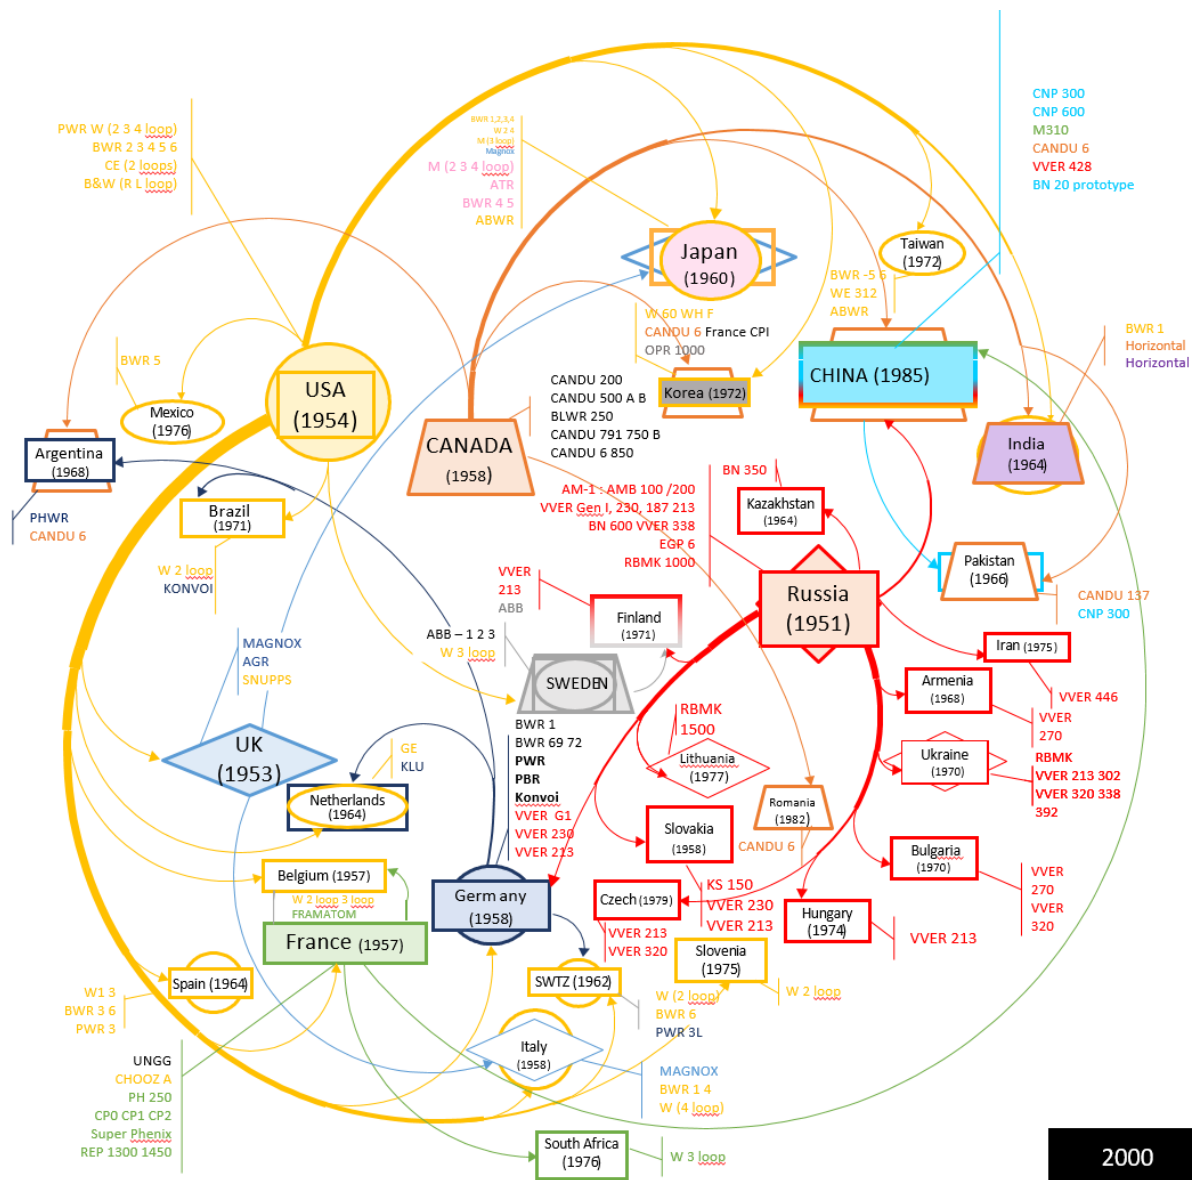 PWR W (2 3 4 loop)
BWR 2 3 4 5 6
CE (2 loops)
B&W (R L loop)
BWR 1,2,3,4
W 2 4
M (3 loop)
Magnox
M (2 3 4 loop)
ATR
BWR 4 5
ABWR
CNP 300
CNP 600
M310
CANDU 6
VVER 428
BN 20 prototype
Japan
(1960)
Taiwan
(1972)
BWR -5 6
WE 312
ABWR
W 60 WH F
CANDU 6 France CPI
OPR 1000
BWR 1
Horizontal
Horizontal
BWR 5
USA
(1954)
Mexico
(1976)
Korea (1972)
CHINA (1985)
CANDU 200
CANDU 500 A B
BLWR 250
CANDU 791 750 B
CANDU 6 850
CANADA
(1958)
India
(1964)
Argentina
(1968)
PHWR
CANDU 6
Brazil
(1971)
W 2 loop
KONVOI
BN 350
Kazakhstan
(1964)
AM-1 : AMB 100 /200
VVER Gen I, 230, 187 213
BN 600 VVER 338
EGP 6
RBMK 1000
Pakistan
(1966)
CANDU 137
CNP 300
Russia
(1951)
VVER
213
ABB
Finland
(1971)
ABB – 1 2 3
W 3 loop
SWEDEN
Iran (1975)
VVER 446
Armenia
(1968)
VVER
270
MAGNOX
AGR
SNUPPS
UK
(1953)
GE
KLU
Netherlands
(1964)
BWR 1
BWR 69 72
PWR
PBR
Konvoi
VVER G1
VVER 230
VVER 213
RBMK
1500
Lithuania
(1977)
Ukraine
(1970)
RBMK
VVER 213 302
VVER 320 338
392
Romania
(1982)
CANDU 6
Slovakia
(1958)
KS 150
VVER 230
VVER 213
Bulgaria
(1970)
VVER
270
VVER
320
Belgium (1957)
W 2 loop 3 loop
FRAMATOM
Germany
(1958)
Czech (1979)
VVER 213
VVER 320
Hungary
(1974)
VVER 213
France (1957)
Slovenia
(1975)
W 2 loop
Spain (1964)
W1 3
BWR 3 6
PWR 3
SWTZ (1962)
W (2 loop)
BWR 6
PWR 3L
Italy
(1958)
MAGNOX
BWR 1 4
W (4 loop)
UNGG
CHOOZ A
PH 250
CP0 CP1 CP2
Super Phenix
REP 1300 1450
South Africa
(1976)
W 3 loop
2000